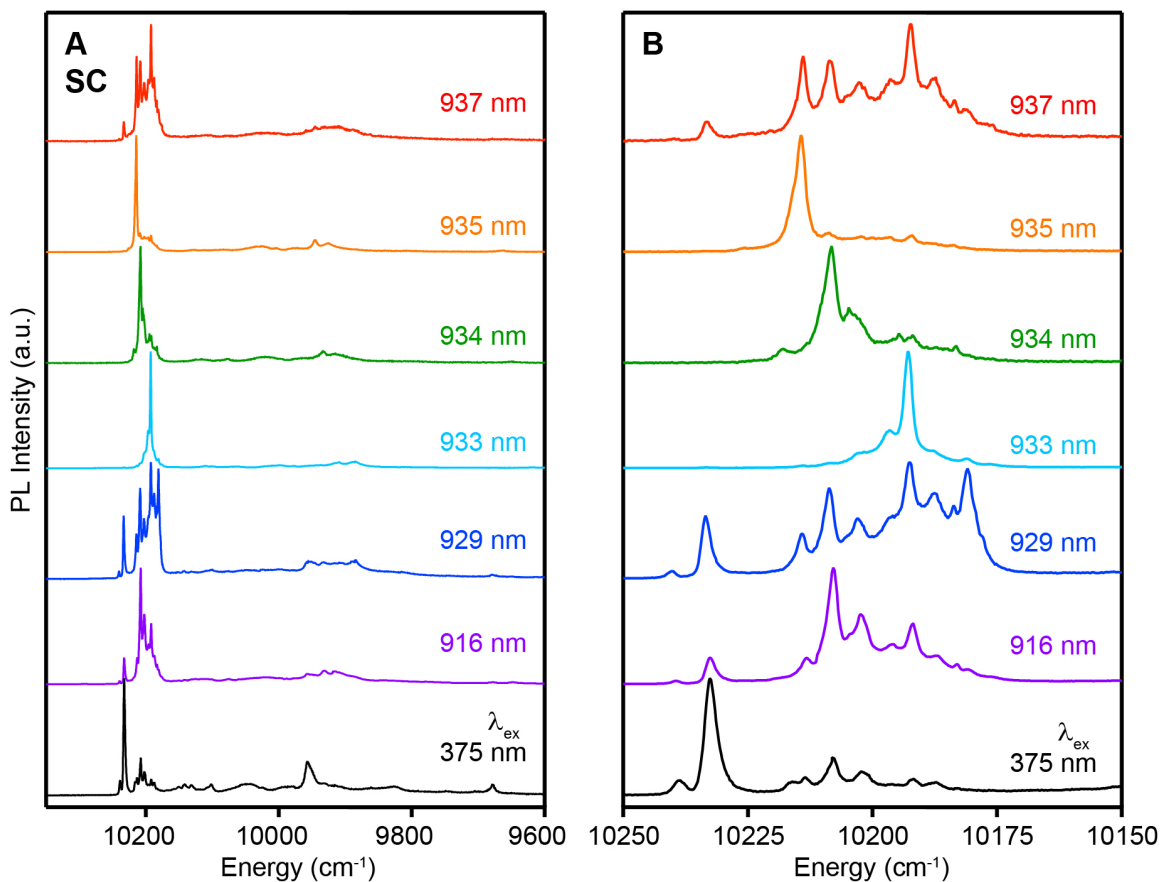 A
SC
937 nm
935 nm
934 nm
933 nm
929 nm
916 nm
λex
375 nm
PL Intensity (a.u.)
10200
10000
9800
9600
Energy (cm⁻¹)
B
937 nm
935 nm
934 nm
933 nm
929 nm
916 nm
λex
375 nm
10250
10225
10200
10175
10150
Energy (cm⁻¹)